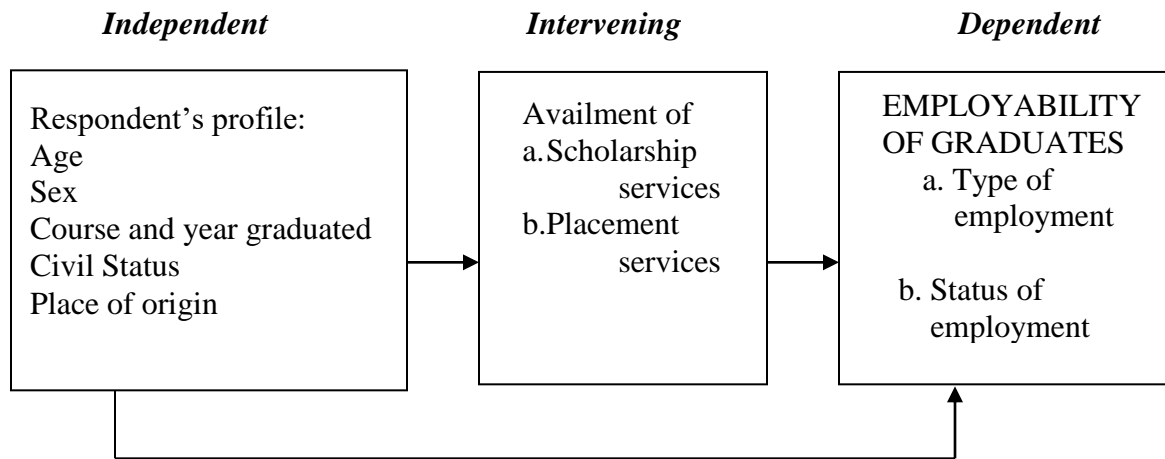 Independent
Intervening
Dependent
Respondent’s profile:
Age
Sex
Course and year graduated
Civil Status
Place of origin
Availment of
a.Scholarship
services
b.Placement
services
EMPLOYABILITY
OF GRADUATES
a. Type of
employment
b. Status of
employment